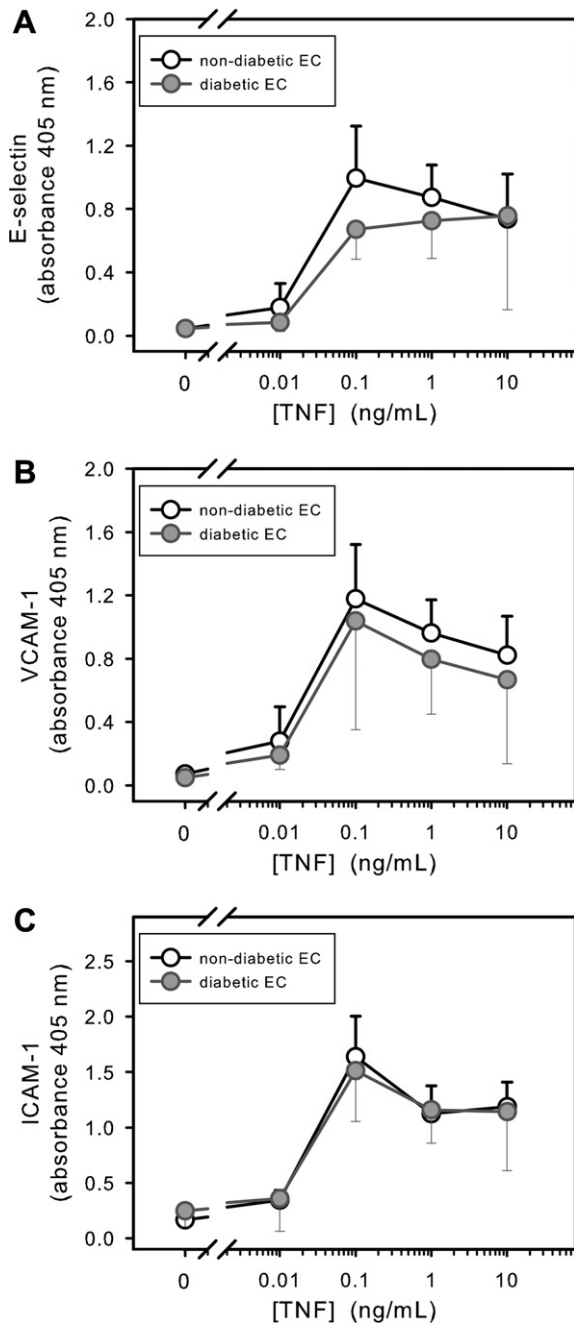 A
E-selectin
(absorbance 405 nm)
2.0
1.6
1.2
0.8
0.4
0.0
non-diabetic EC
diabetic EC
0 0.01 0.1 1 10
[TNF] (ng/mL)
B
VCAM-1
(absorbance 405 nm)
2.0
1.6
1.2
0.8
0.4
0.0
non-diabetic EC
diabetic EC
0 0.01 0.1 1 10
[TNF] (ng/mL)
C
ICAM-1
(absorbance 405 nm)
2.5
2.0
1.5
1.0
0.5
0.0
non-diabetic EC
diabetic EC
0 0.01 0.1 1 10
[TNF] (ng/mL)